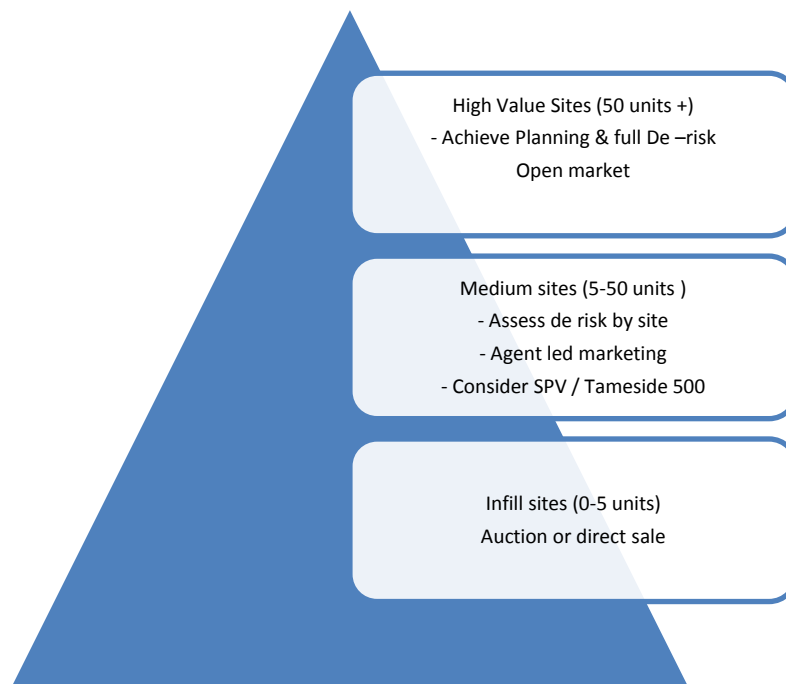 High Value Sites (50 units +)
- Achieve Planning & full De –risk
Open market
Medium sites (5-50 units )
- Assess de risk by site
- Agent led marketing
- Consider SPV / Tameside 500
Infill sites (0-5 units)
Auction or direct sale